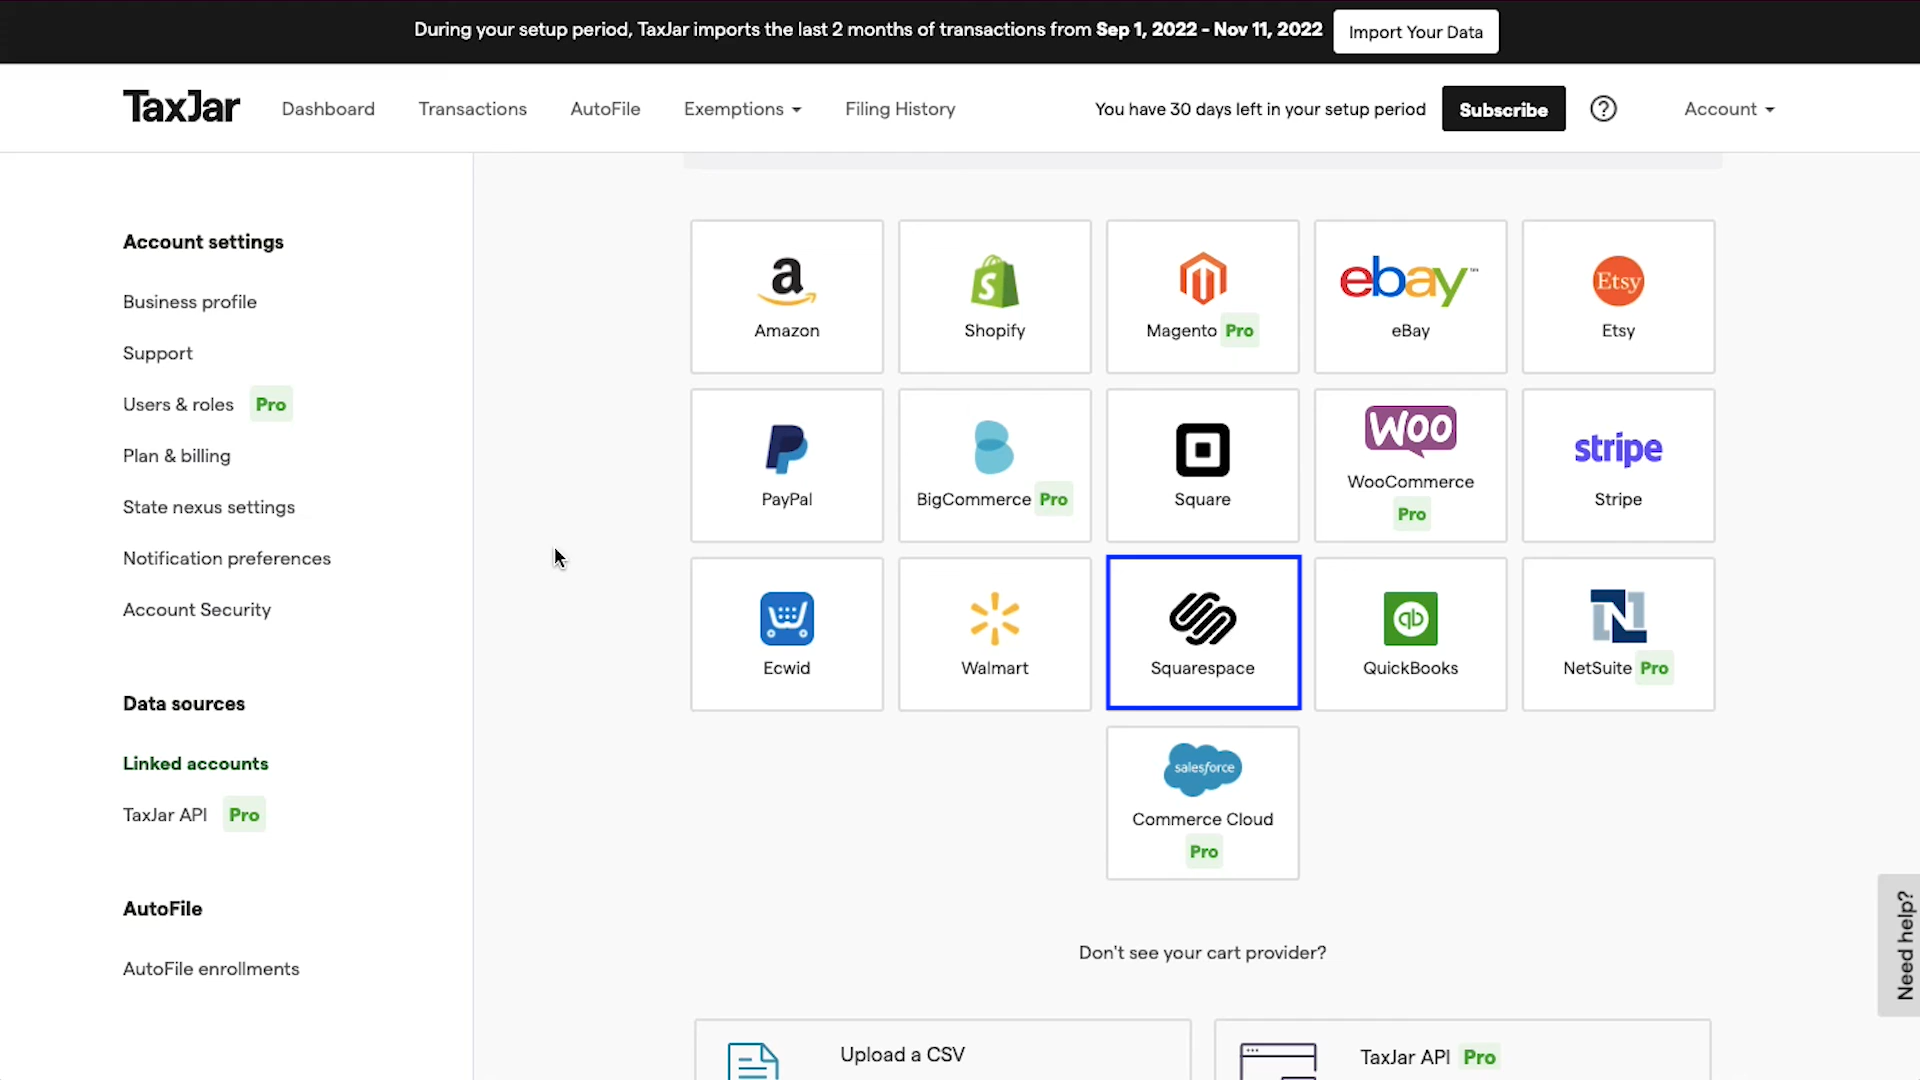 During your setup period, TaxJar imports the last 2 months of transactions from Sep 1, 2022 - Nov 11, 2022 Import Your Data
TaxJar Dashboard Transactions AutoFile Exemptions Filing History You have 30 days left in your setup period Subscribe ? Account
Account settings
Business profile
Support
Users & roles Pro
Plan & billing
State nexus settings
Notification preferences
Account Security
Data sources
Linked accounts
TaxJar API Pro
AutoFile
AutoFile enrollments
a
Amazon
S
Shopify
Magento Pro
ebay™
eBay
Etsy
Etsy
P
PayPal
B
BigCommerce Pro
Square
WOO
WooCommerce
Pro
stripe
Stripe
Ecwid
Walmart
Squarespace
qb
QuickBooks
N
NetSuite Pro
salesforce
Commerce Cloud
Pro
Don't see your cart provider?
Upload a CSV
TaxJar API Pro
Need help?